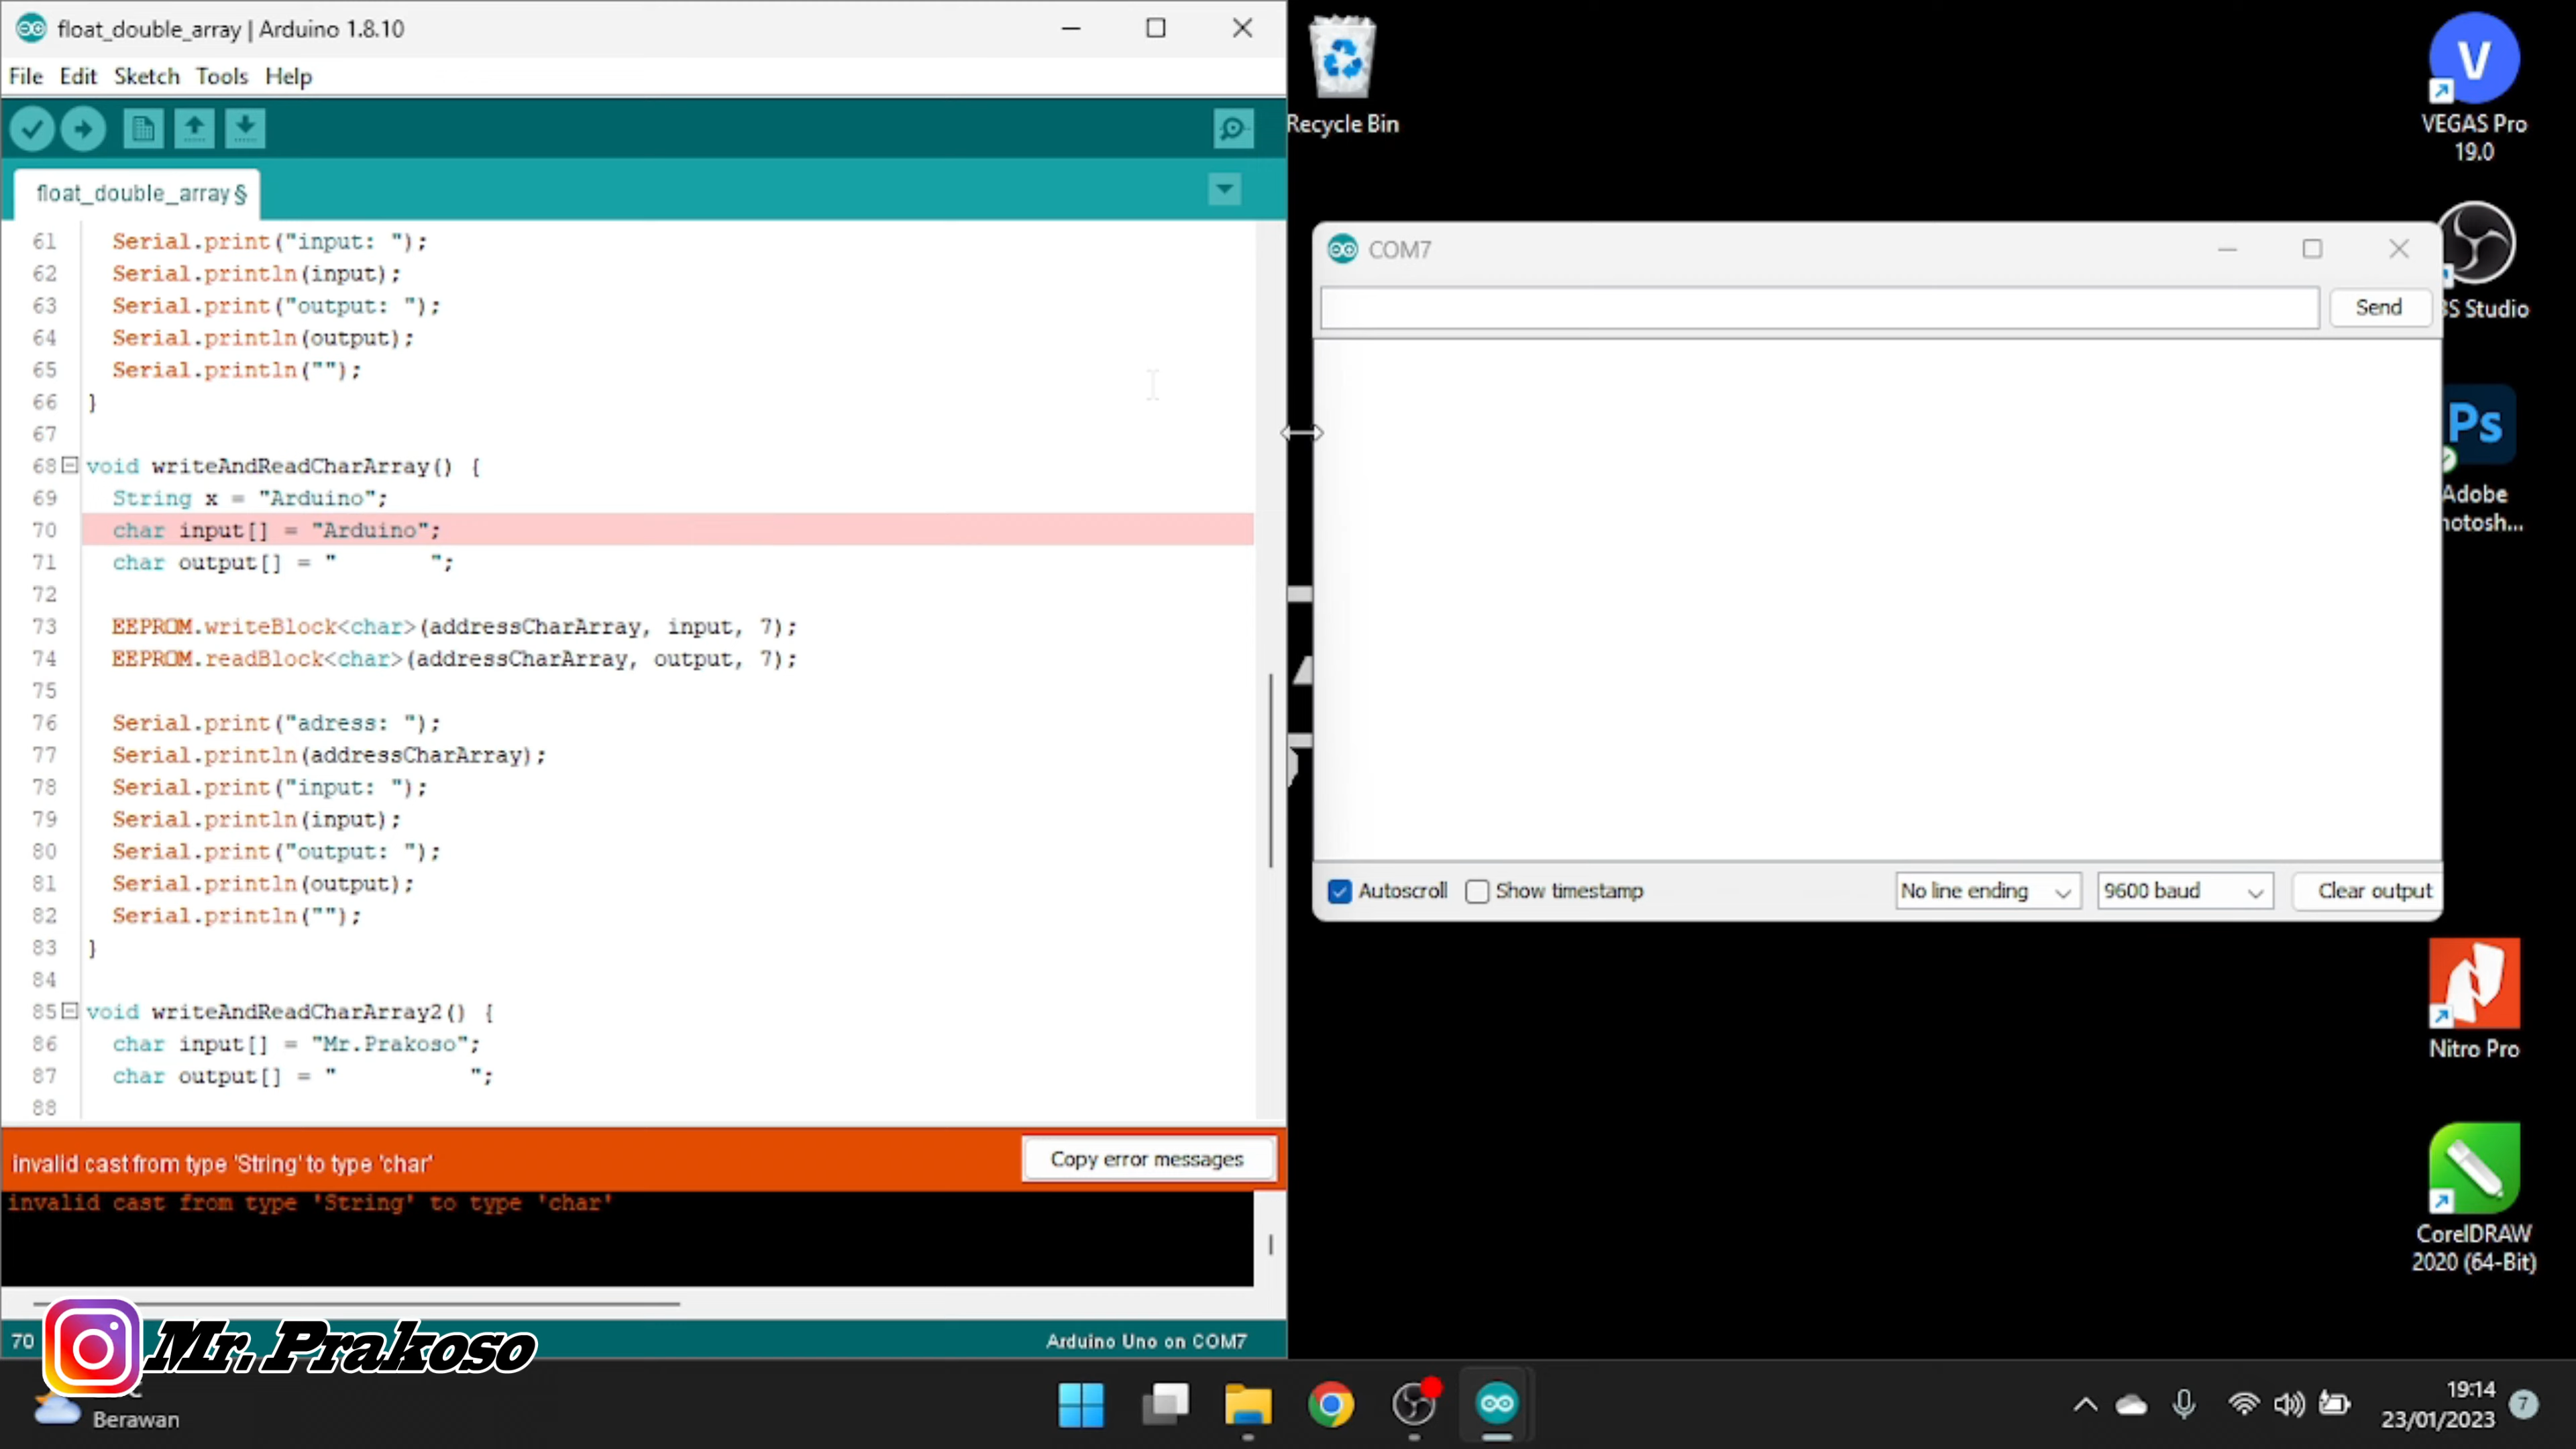 float_double_array | Arduino 1.8.10
File Edit Sketch Tools Help
float_double_array §
61 Serial.print("input: ");
62 Serial.println(input);
63 Serial.print("output: ");
64 Serial.println(output);
65 Serial.println("");
66 }
67
68 void writeAndReadCharArray() {
69 String x = "Arduino";
70 char input[] = "Arduino";
71 char output[] = "       ";
72
73 EEPROM.writeBlock<char>(addressCharArray, input, 7);
74 EEPROM.readBlock<char>(addressCharArray, output, 7);
75
76 Serial.print("adress: ");
77 Serial.println(addressCharArray);
78 Serial.print("input: ");
79 Serial.println(input);
80 Serial.print("output: ");
81 Serial.println(output);
82 Serial.println("");
83 }
84
85 void writeAndReadCharArray2() {
86 char input[] = "Mr.Prakoso";
87 char output[] = "          ";
88
invalid cast from type 'String' to type 'char'
Copy error messages
invalid cast from type 'String' to type 'char'
70
Arduino Uno on COM7
Mr. Prakoso
Berawan
Recycle Bin
COM7
Send
Autoscroll
Show timestamp
No line ending
9600 baud
Clear output
V
VEGAS Pro
19.0
S Studio
Ps
Adobe
hotosh...
Nitro Pro
CorelDRAW
2020 (64-Bit)
19:14
23/01/2023
7